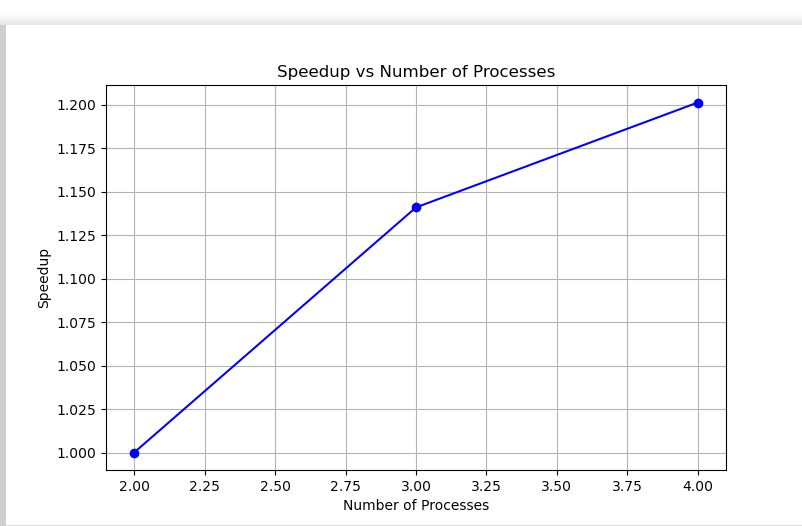 Speedup vs Number of Processes
1.200
1.175
1.150
1.125
1.100
1.075
1.050
1.025
1.000
Speedup
2.00 2.25 2.50 2.75 3.00 3.25 3.50 3.75 4.00
Number of Processes